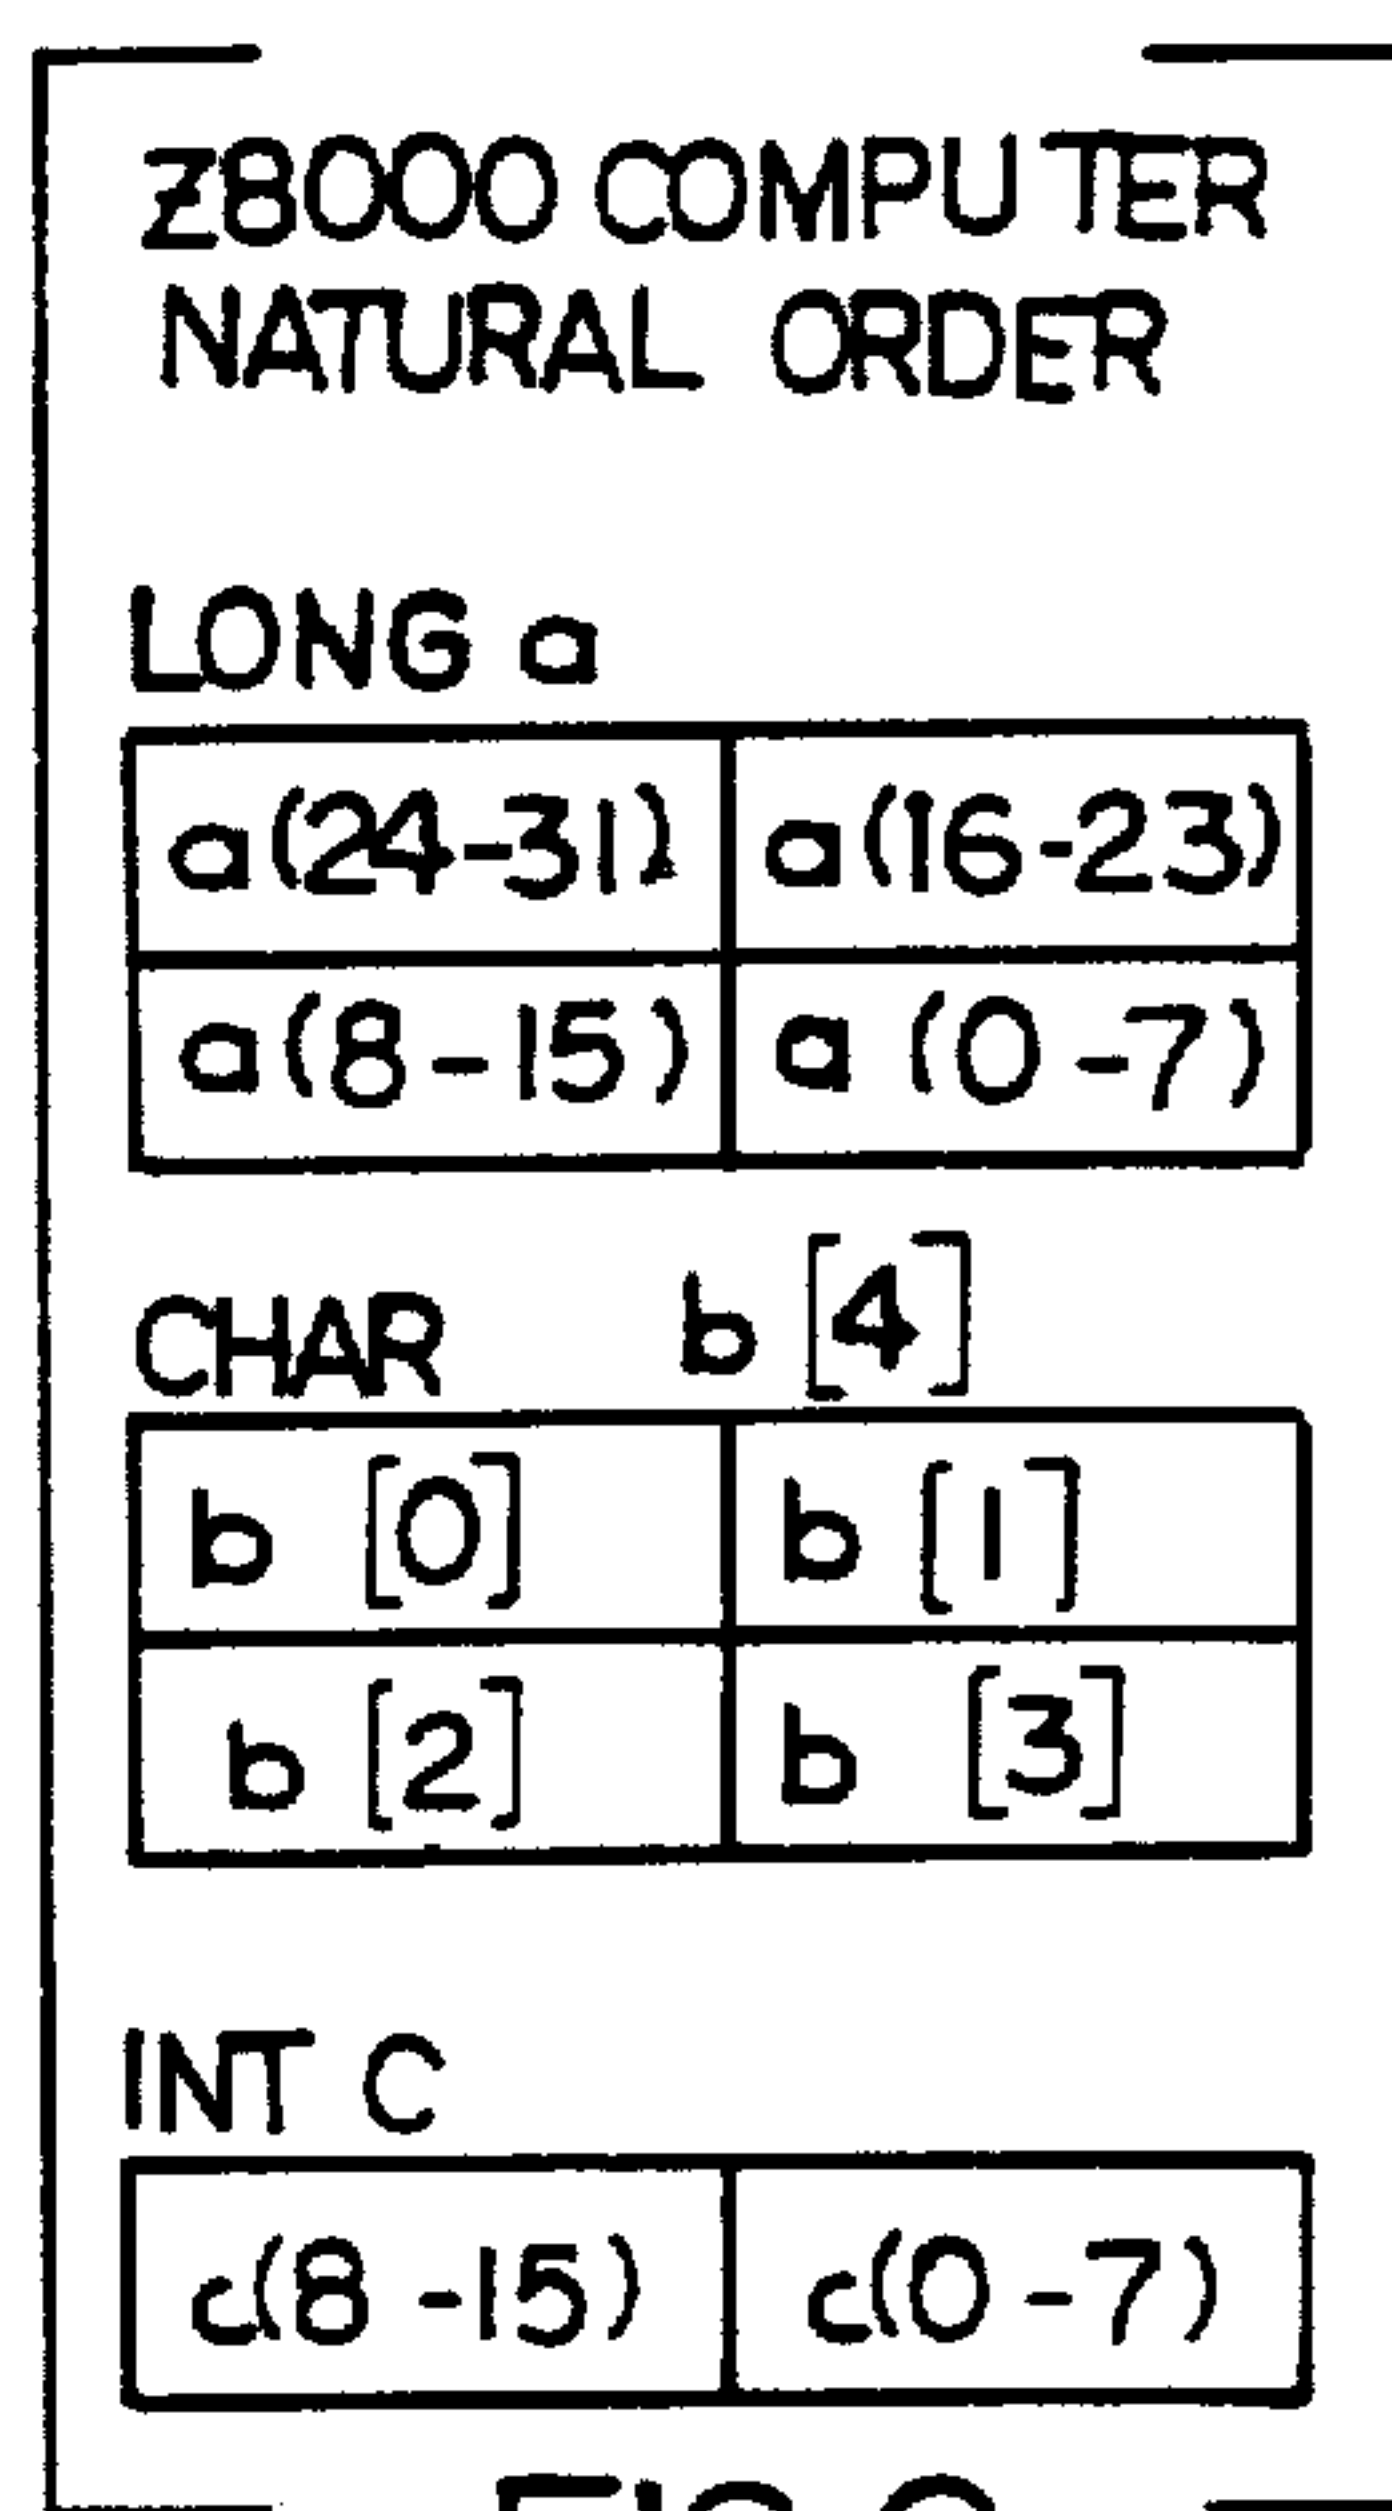 Z8000 COMPUTER
NATURAL ORDER
LONG a
a(24-31) a(16-23)
a(8-15) a(0-7)
CHAR b[4]
b [0] b [1]
b [2] b [3]
INT C
c(8-15) c(0-7)